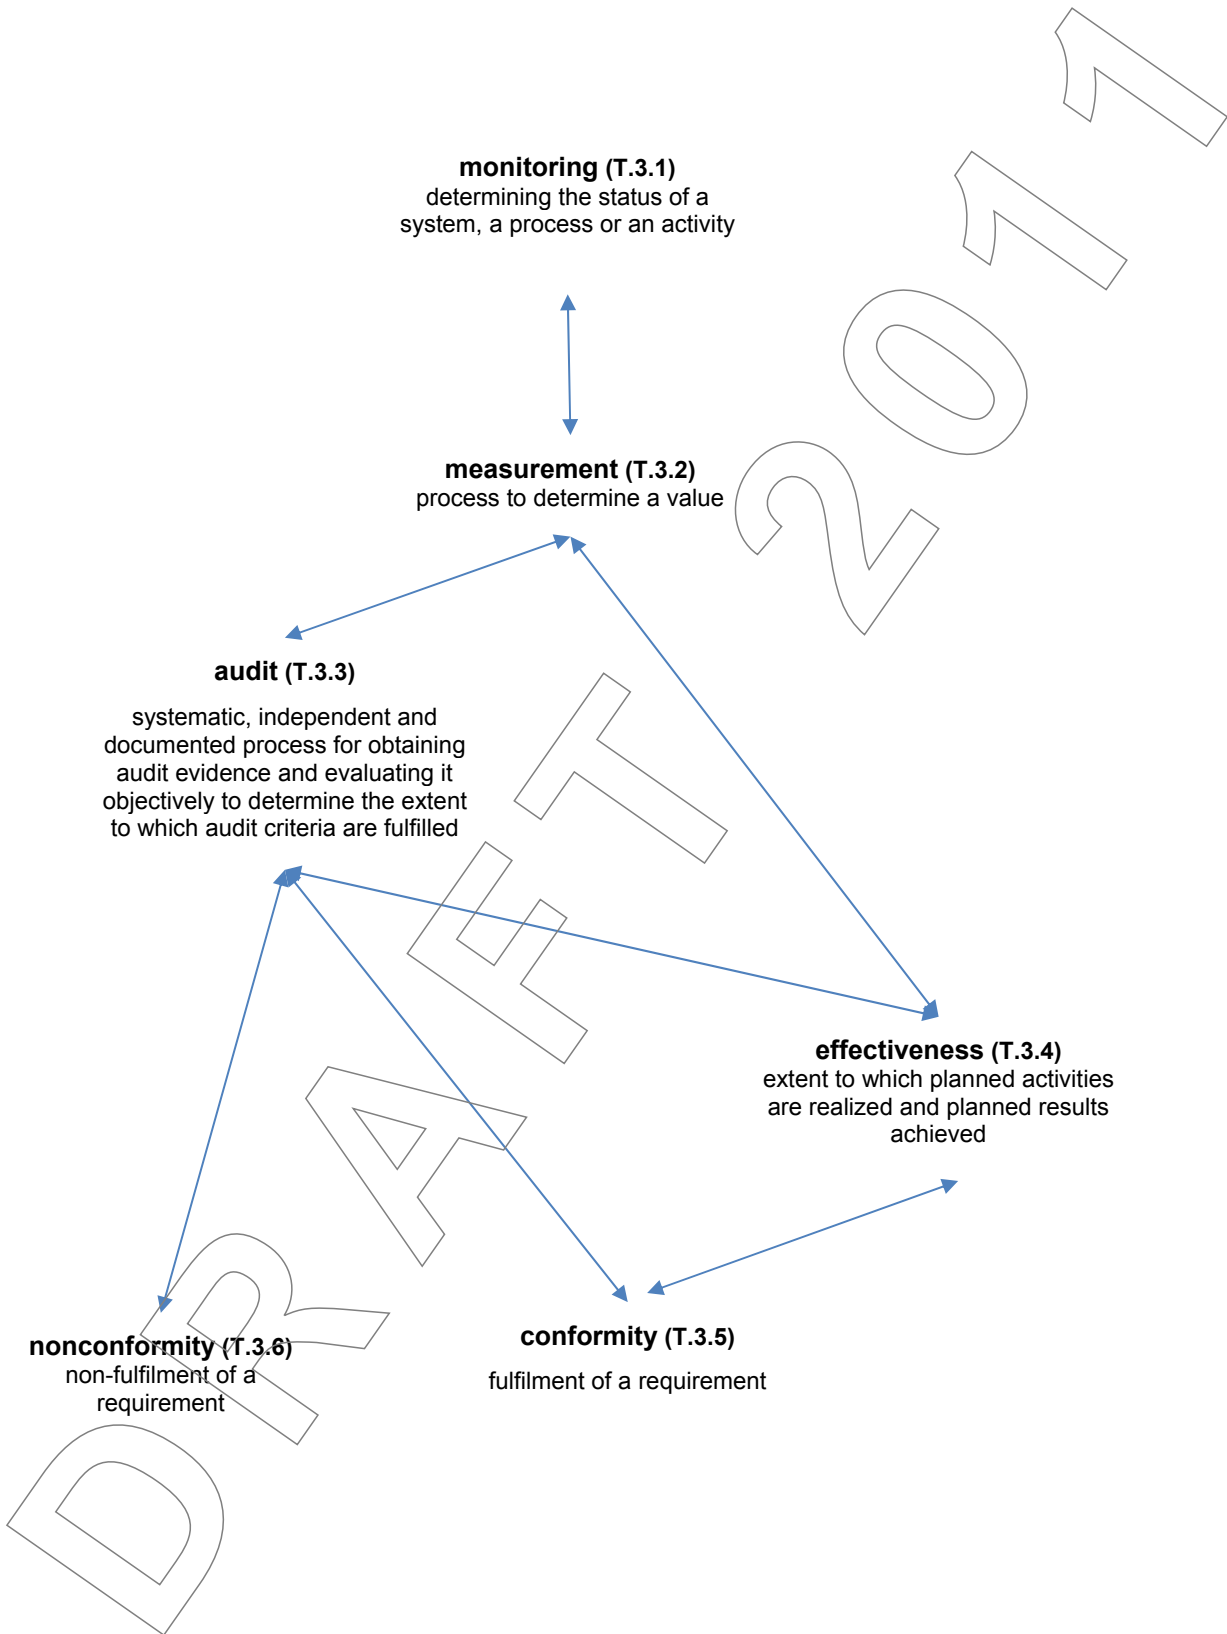 monitoring (T.3.1)
determining the status of a
system, a process or an activity
measurement (T.3.2)
process to determine a value
audit (T.3.3)
systematic, independent and
documented process for obtaining
audit evidence and evaluating it
objectively to determine the extent
to which audit criteria are fulfilled
effectiveness (T.3.4)
extent to which planned activities
are realized and planned results
achieved
nonconformity (T.3.6)
non-fulfilment of a
requirement
conformity (T.3.5)
fulfilment of a requirement
DRAFT 2011